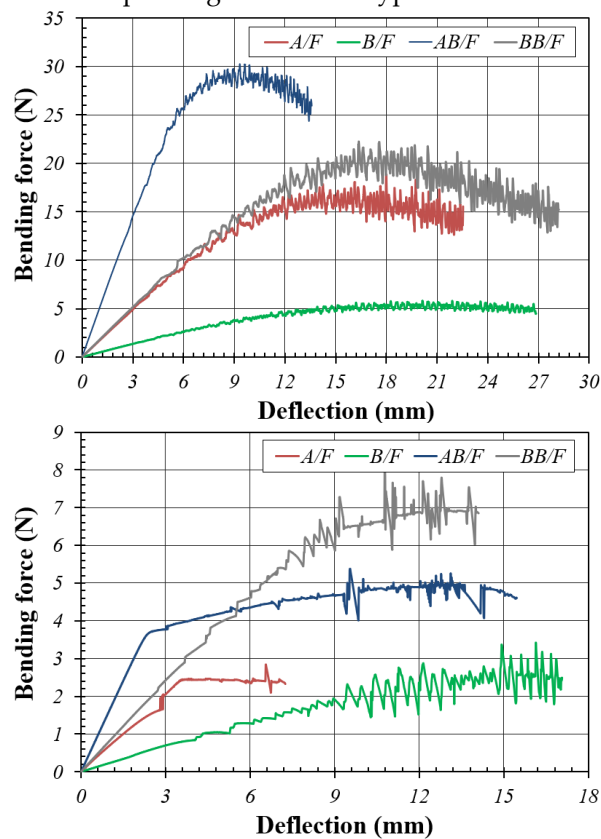 A/F B/F AB/F BB/F
Bending force (N)
35
30
25
20
15
10
5
0
0 3 6 9 12 15 18 21 24 27 30
Deflection (mm)
A/F B/F AB/F BB/F
Bending force (N)
9
8
7
6
5
4
3
2
1
0
0 3 6 9 12 15 18
Deflection (mm)